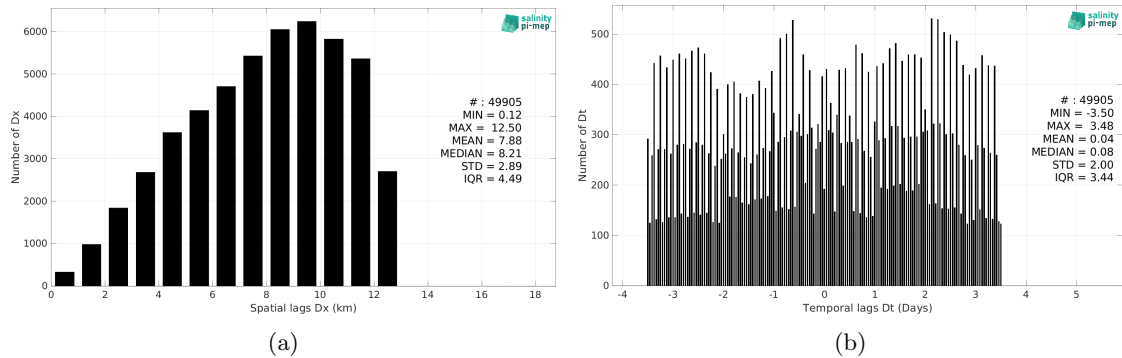 salinity
pi-mep
6000
5000
4000
3000
2000
1000
0
Number of Dx
# : 49905
MIN = 0.12
MAX = 12.50
MEAN = 7.88
MEDIAN = 8.21
STD = 2.89
IQR = 4.49
0 2 4 6 8 10 12 14 16 18
Spatial lags Dx (km)
(a)
salinity
pi-mep
500
400
300
200
100
0
Number of Dt
# : 49905
MIN = -3.50
MAX = 3.48
MEAN = 0.04
MEDIAN = 0.08
STD = 2.00
IQR = 3.44
-4 -3 -2 -1 0 1 2 3 4 5
Temporal lags Dt (Days)
(b)